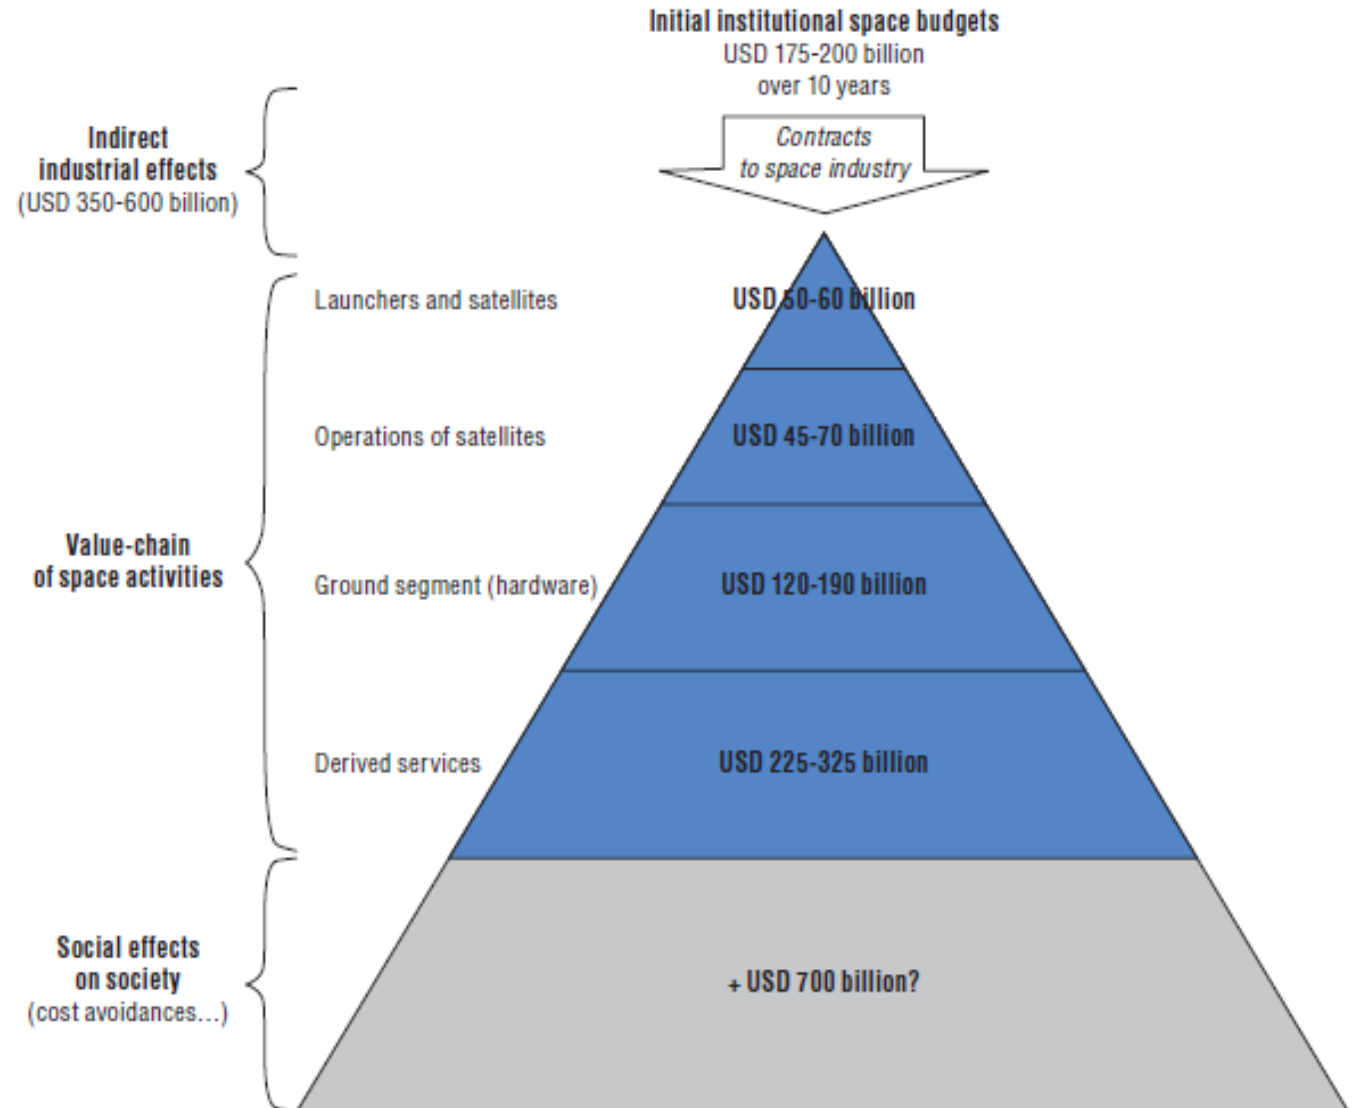 Initial institutional space budgets
USD 175-200 billion
over 10 years
Contracts
to space industry
Indirect
industrial effects
(USD 350-600 billion)
Launchers and satellites
USD 50-60 billion
Operations of satellites
USD 45-70 billion
Value-chain
of space activities
Ground segment (hardware)
USD 120-190 billion
Derived services
USD 225-325 billion
Social effects
on society
(cost avoidances...)
+ USD 700 billion?